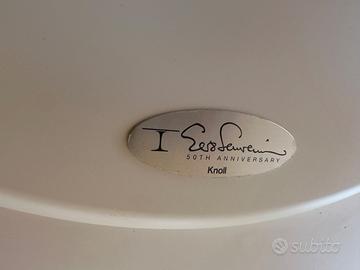 Eero Saarinen
50TH ANNIVERSARY
Knoll
subito